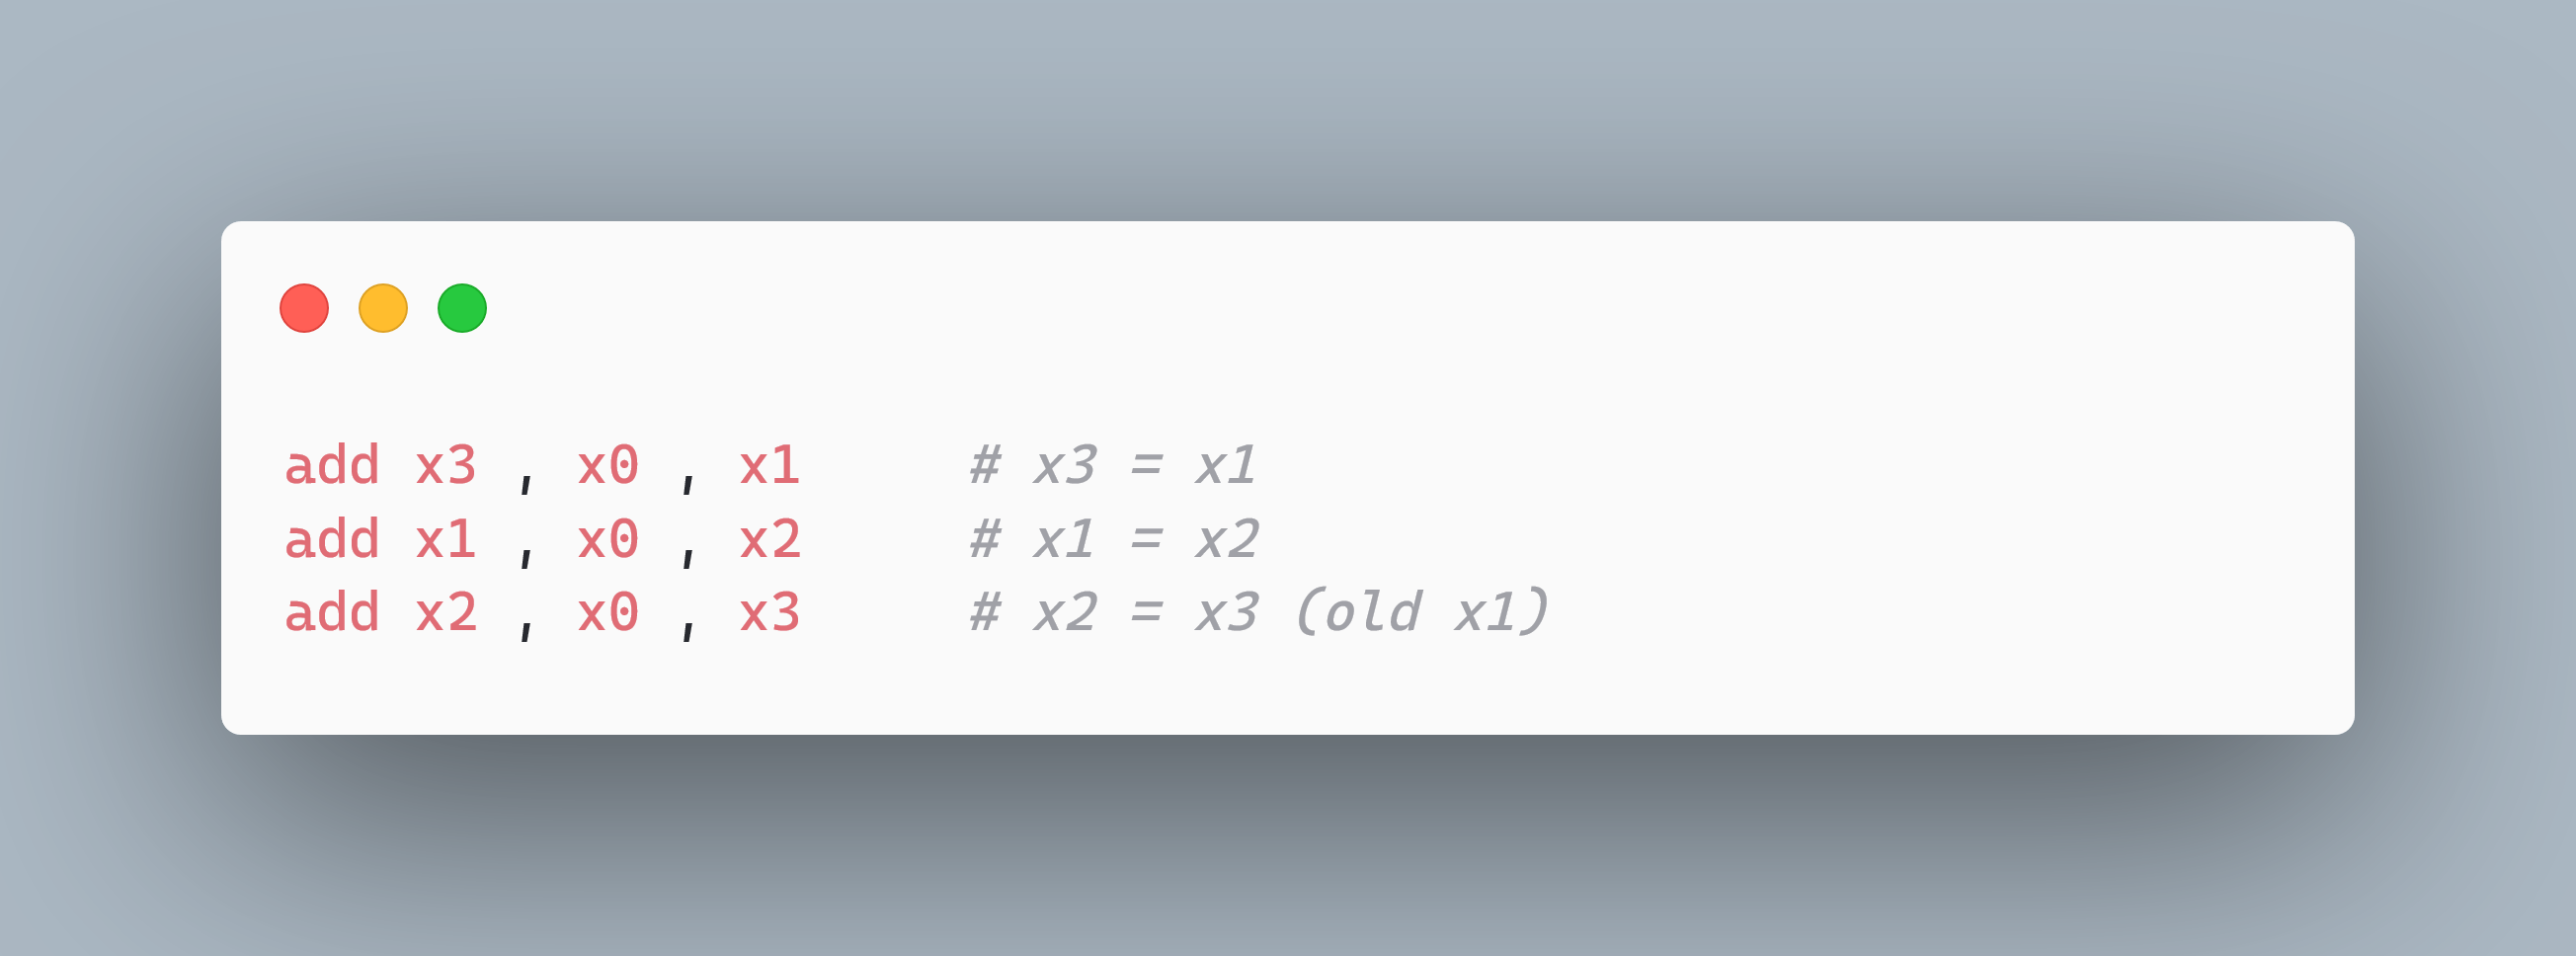 add x3 , x0 , x1     # x3 = x1
add x1 , x0 , x2     # x1 = x2
add x2 , x0 , x3     # x2 = x3 (old x1)